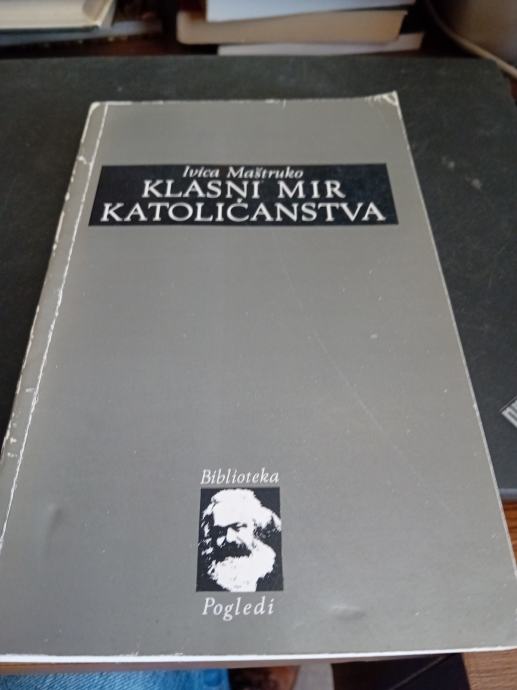 Ivica Maštruko
KLASNI MIR
KATOLIČANSTVA
Biblioteka
Pogledi